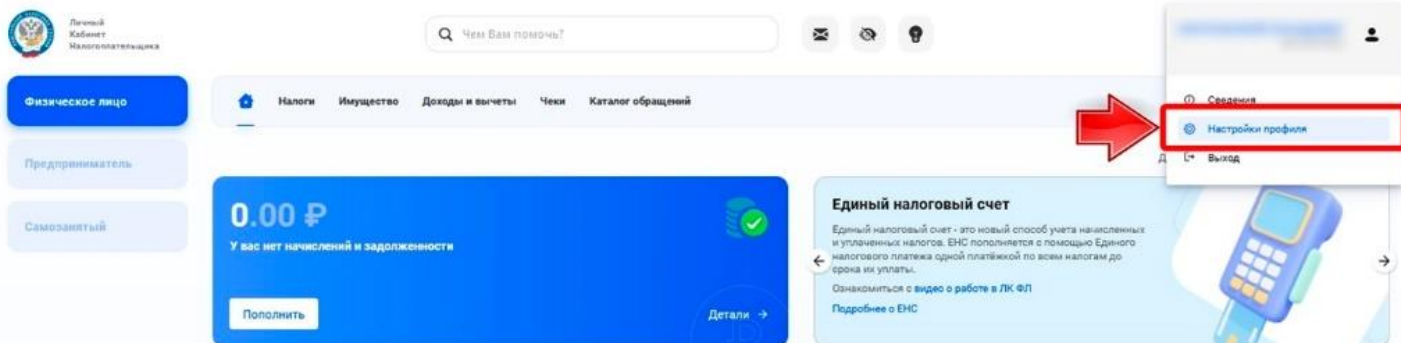 Личный
Кабинет
Налогоплательщика
Чем Вам помочь?
Физическое лицо
Предприниматель
Самозанятый
Налоги Имущество Доходы и вычеты Чеки Каталог обращений
Сведения
Настройки профиля
Выход
0.00 ₽
У вас нет начислений и задолженности
Пополнить
Детали →
Единый налоговый счет
Единый налоговый счет - это новый способ учета начисленных
и уплаченных налогов. ЕНС пополняется с помощью Единого
налогового платежа одной платёжкой по всем налогам до
срока их уплаты.
Ознакомиться с видео о работе в ЛК ФЛ
Подробнее о ЕНС